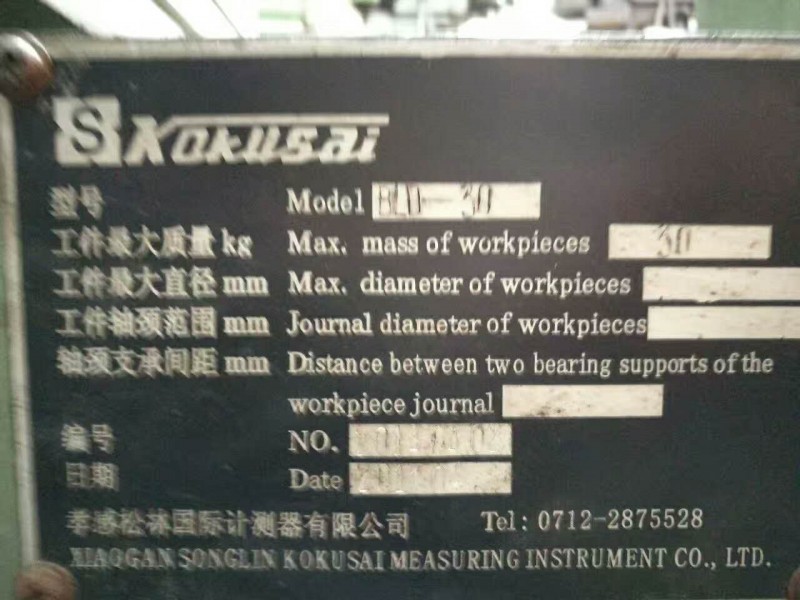 S Kokusai
型号 Model
工件最大质量 kg Max. mass of workpieces 30
工件最大直径 mm Max. diameter of workpieces
工件轴颈范围 mm Journal diameter of workpieces
轴颈支承间距 mm Distance between two bearing supports of the
workpiece journal
编号 NO.
日期 Date
孝感松林国际计测器有限公司 Tel: 0712-2875528
XIAOGAN SONGLIN KOKUSAI MEASURING INSTRUMENT CO., LTD.